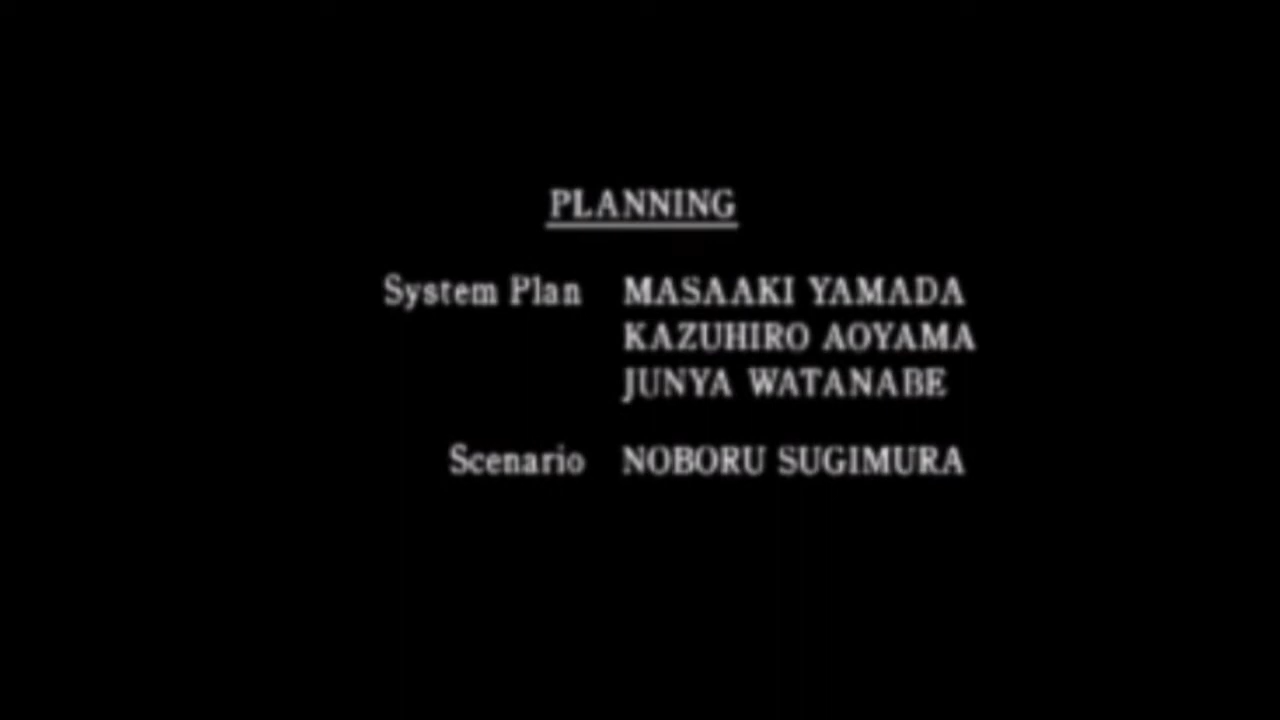 PLANNING
System Plan MASAAKI YAMADA
KAZUHIRO AOYAMA
JUNYA WATANABE
Scenario NOBORU SUGIMURA